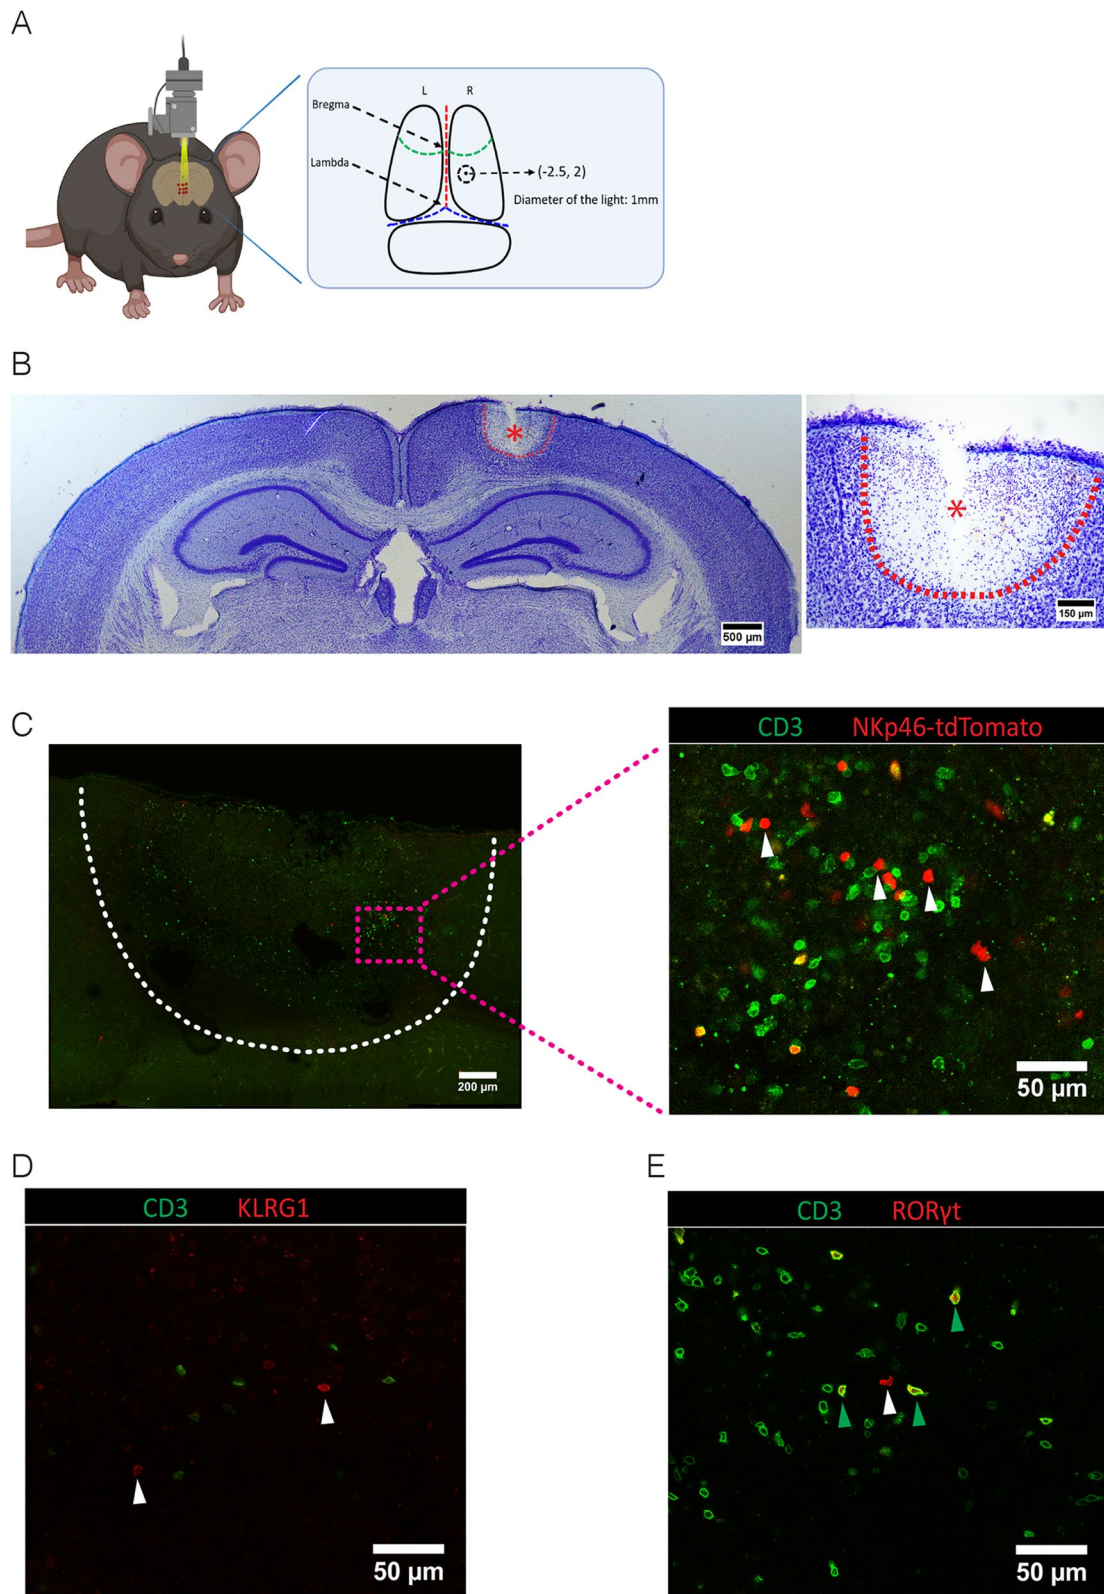 A
L R
Bregma
Lambda
(-2.5, 2)
Diameter of the light: 1mm
B
*
*
500 µm
150 µm
C
CD3 NKp46-tdTomato
200 µm
50 µm
D
E
CD3 KLRG1
CD3 RORγt
50 µm
50 µm